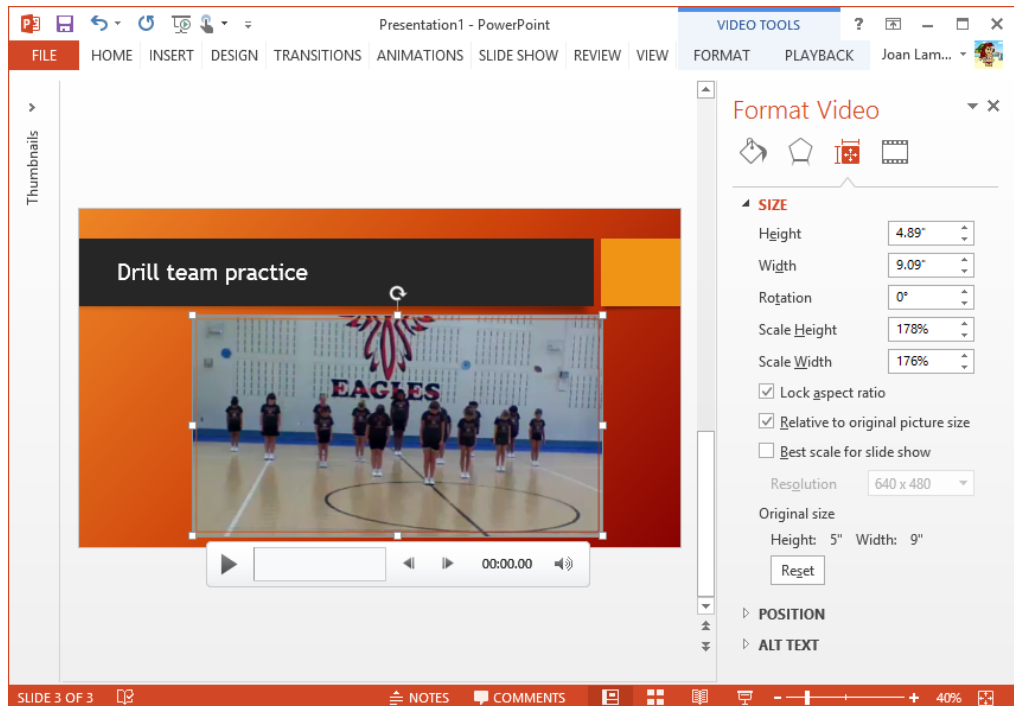 Presentation1 - PowerPoint
VIDEO TOOLS
?
FILE HOME INSERT DESIGN TRANSITIONS ANIMATIONS SLIDE SHOW REVIEW VIEW FORMAT PLAYBACK Joan Lam...
Thumbnails
Drill team practice
EAGLES
00:00.00
Format Video
SIZE
Height 4.89"
Width 9.09"
Rotation 0°
Scale Height 178%
Scale Width 176%
Lock aspect ratio
Relative to original picture size
Best scale for slide show
Resolution 640 x 480
Original size
Height: 5" Width: 9"
Reset
POSITION
ALT TEXT
SLIDE 3 OF 3 NOTES COMMENTS 40%